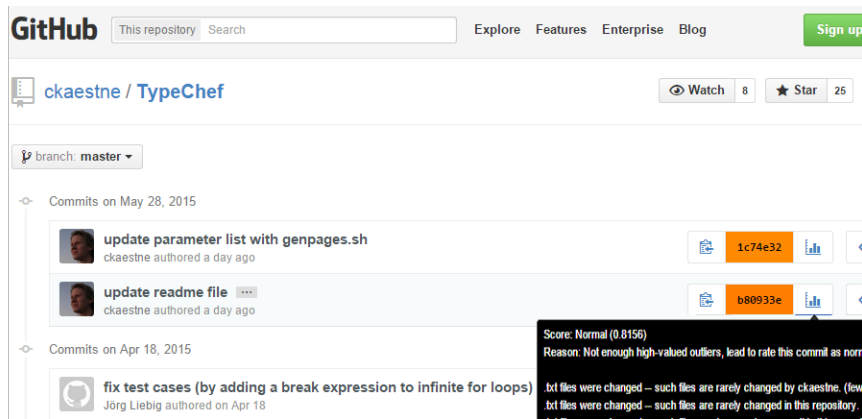 GitHub This repository Search Explore Features Enterprise Blog Sign up
ckaestne / TypeChef Watch 8 Star 25
branch: master
Commits on May 28, 2015
update parameter list with genpages.sh
ckaestne authored a day ago
1c74e32
update readme file ...
ckaestne authored a day ago
b80933e
Score: Normal (0.8156)
Commits on Apr 18, 2015
Reason: Not enough high-valued outliers, lead to rate this commit as norm
fix test cases (by adding a break expression to infinite for loops)
.txt files were changed -- such files are rarely changed by ckaestne. (few
Jörg Liebig authored on Apr 18
.txt files were changed -- such files are rarely changed in this repository.